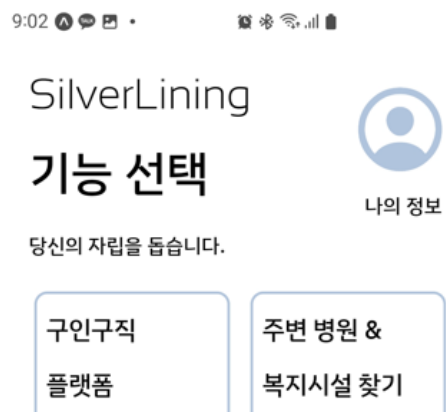 9:02
SilverLining
기능 선택
나의 정보
당신의 자립을 돕습니다.
구인구직
플랫폼
주변 병원 &
복지시설 찾기